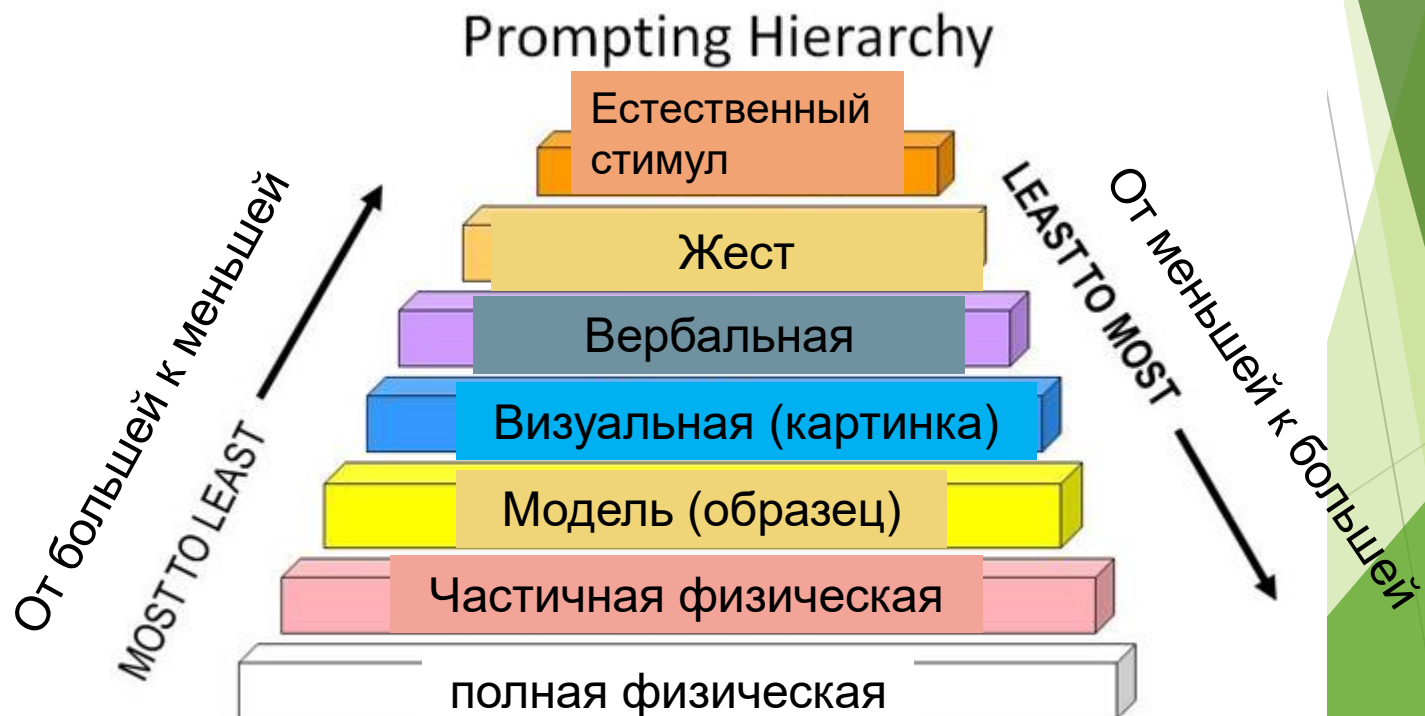 Prompting Hierarchy
Естественный
стимул
Жест
Вербальная
Визуальная (картинка)
Модель (образец)
Частичная физическая
полная физическая
От большей к меньшей
MOST TO LEAST
LEAST TO MOST
От меньшей к большей